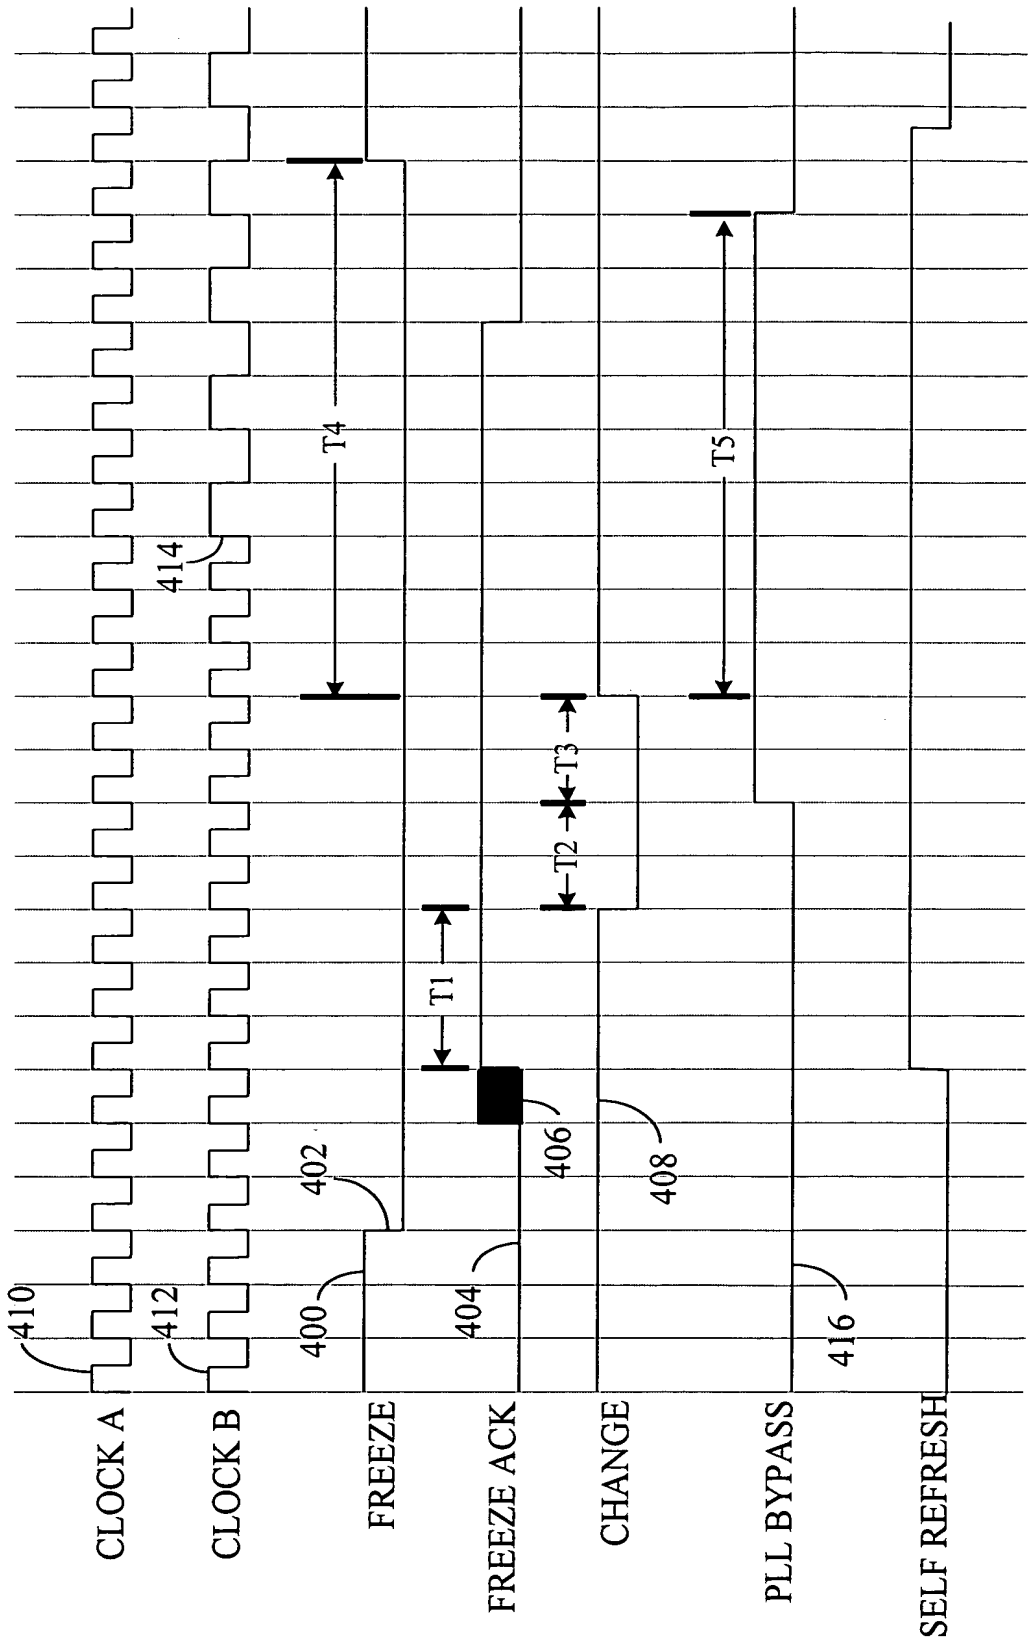 410
CLOCK A
412
414
CLOCK B
400
402
T4
FREEZE
404
T1
406
FREEZE ACK
408
T2
T3
CHANGE
416
T5
PLL BYPASS
SELF REFRESH